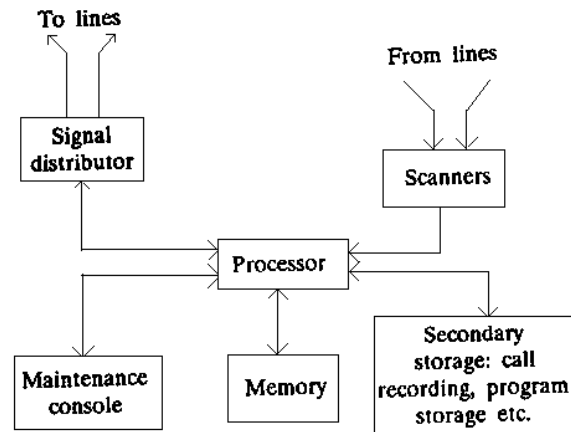 To lines
From lines
Signal
distributor
Scanners
Processor
Maintenance
console
Memory
Secondary
storage: call
recording, program
storage etc.